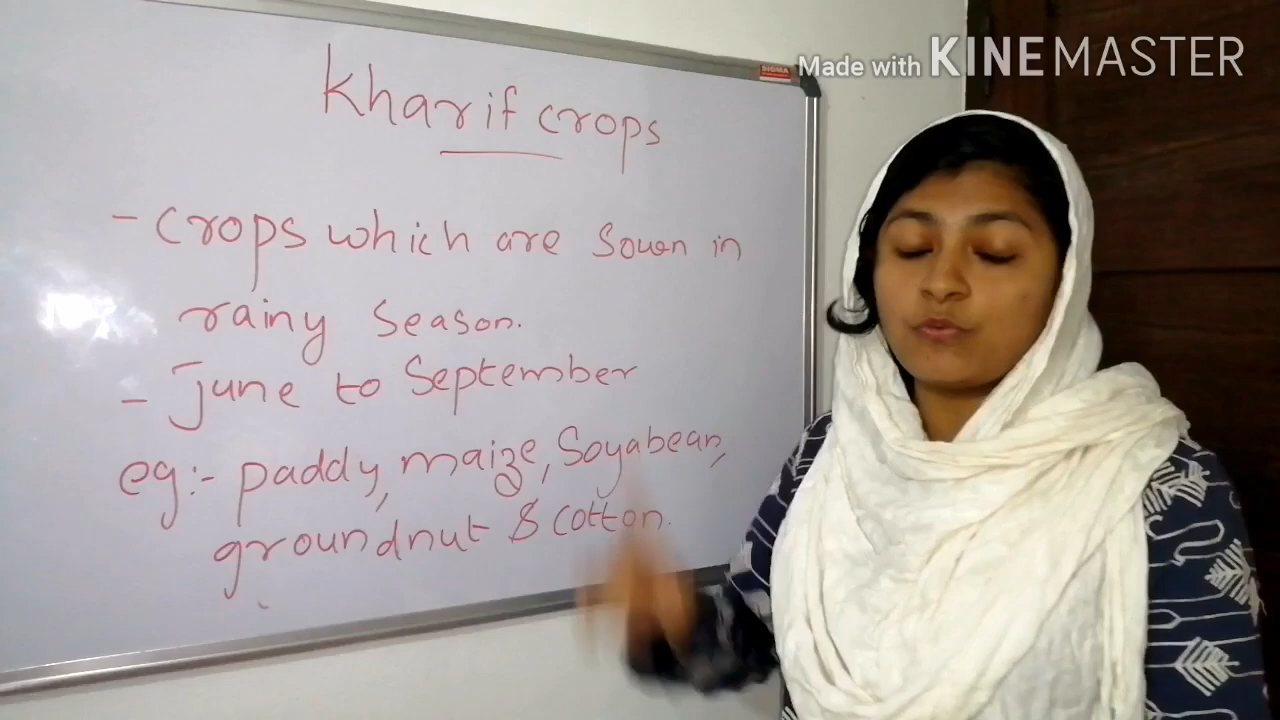 Made with KINEMASTER
SIGMA
Kharif crops
- Crops which are sown in
rainy season.
- June to September
eg:- paddy, maize, Soyabean,
groundnut & Cotton.